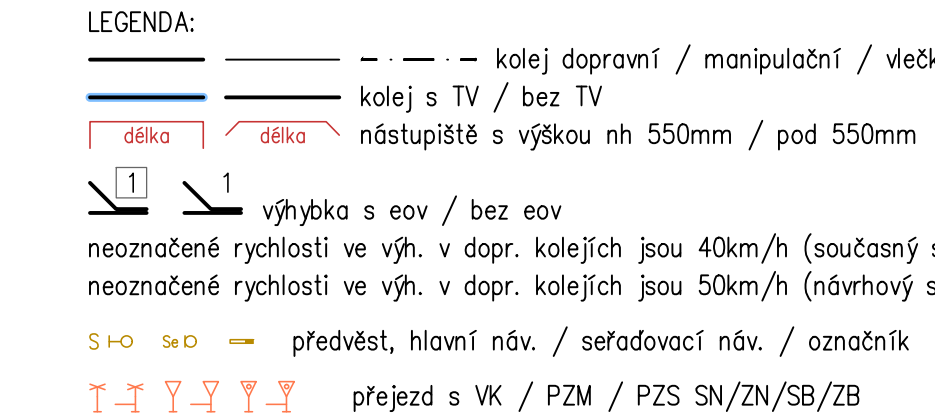 LEGENDA:
kolej dopravní / manipulační / vlečk
kolej s TV / bez TV
délka délka nástupiště s výškou nh 550mm / pod 550mm
1 1 výhybka s eov / bez eov
neoznačené rychlosti ve výh. v dopr. kolejích jsou 40km/h (současný s
neoznačené rychlosti ve výh. v dopr. kolejích jsou 50km/h (návrhový s
S Se předvěst, hlavní náv. / seřaďovací náv. / označník
přejezd s VK / PZM / PZS SN/ZN/SB/ZB